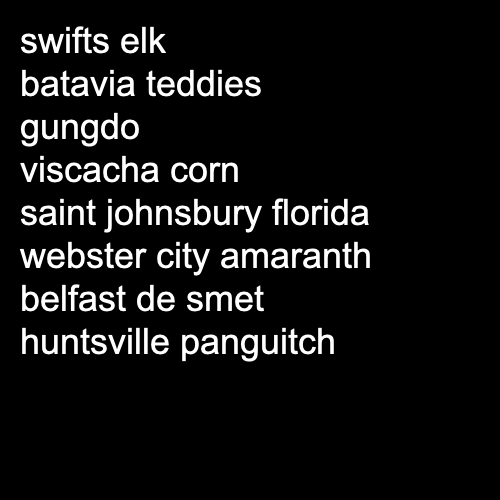 swifts elk
batavia teddies
gungdo
viscacha corn
saint johnsbury florida
webster city amaranth
belfast de smet
huntsville panguitch